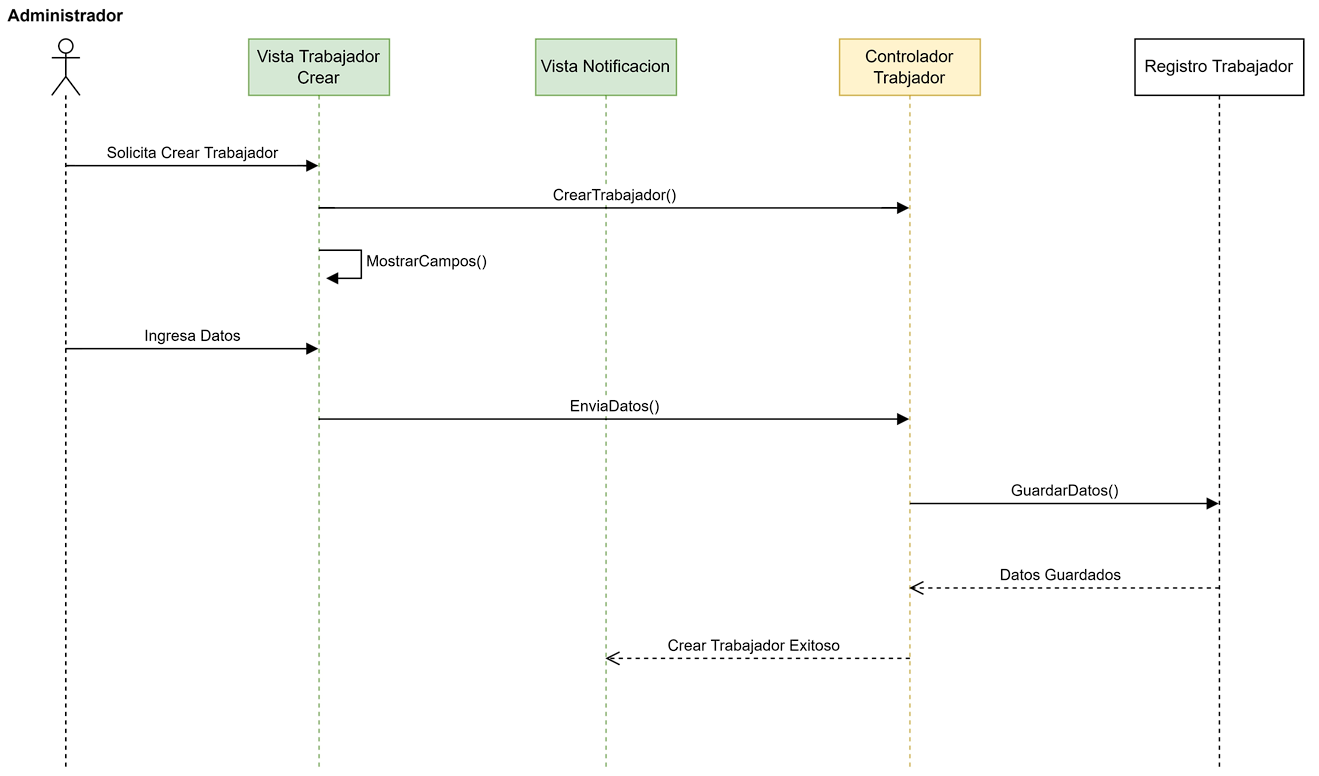 Administrador
Vista Trabajador
Crear
Vista Notificacion
Controlador
Trabjador
Registro Trabajador
Solicita Crear Trabajador
CrearTrabajador()
MostrarCampos()
Ingresa Datos
EnviaDatos()
GuardarDatos()
Datos Guardados
Crear Trabajador Exitoso